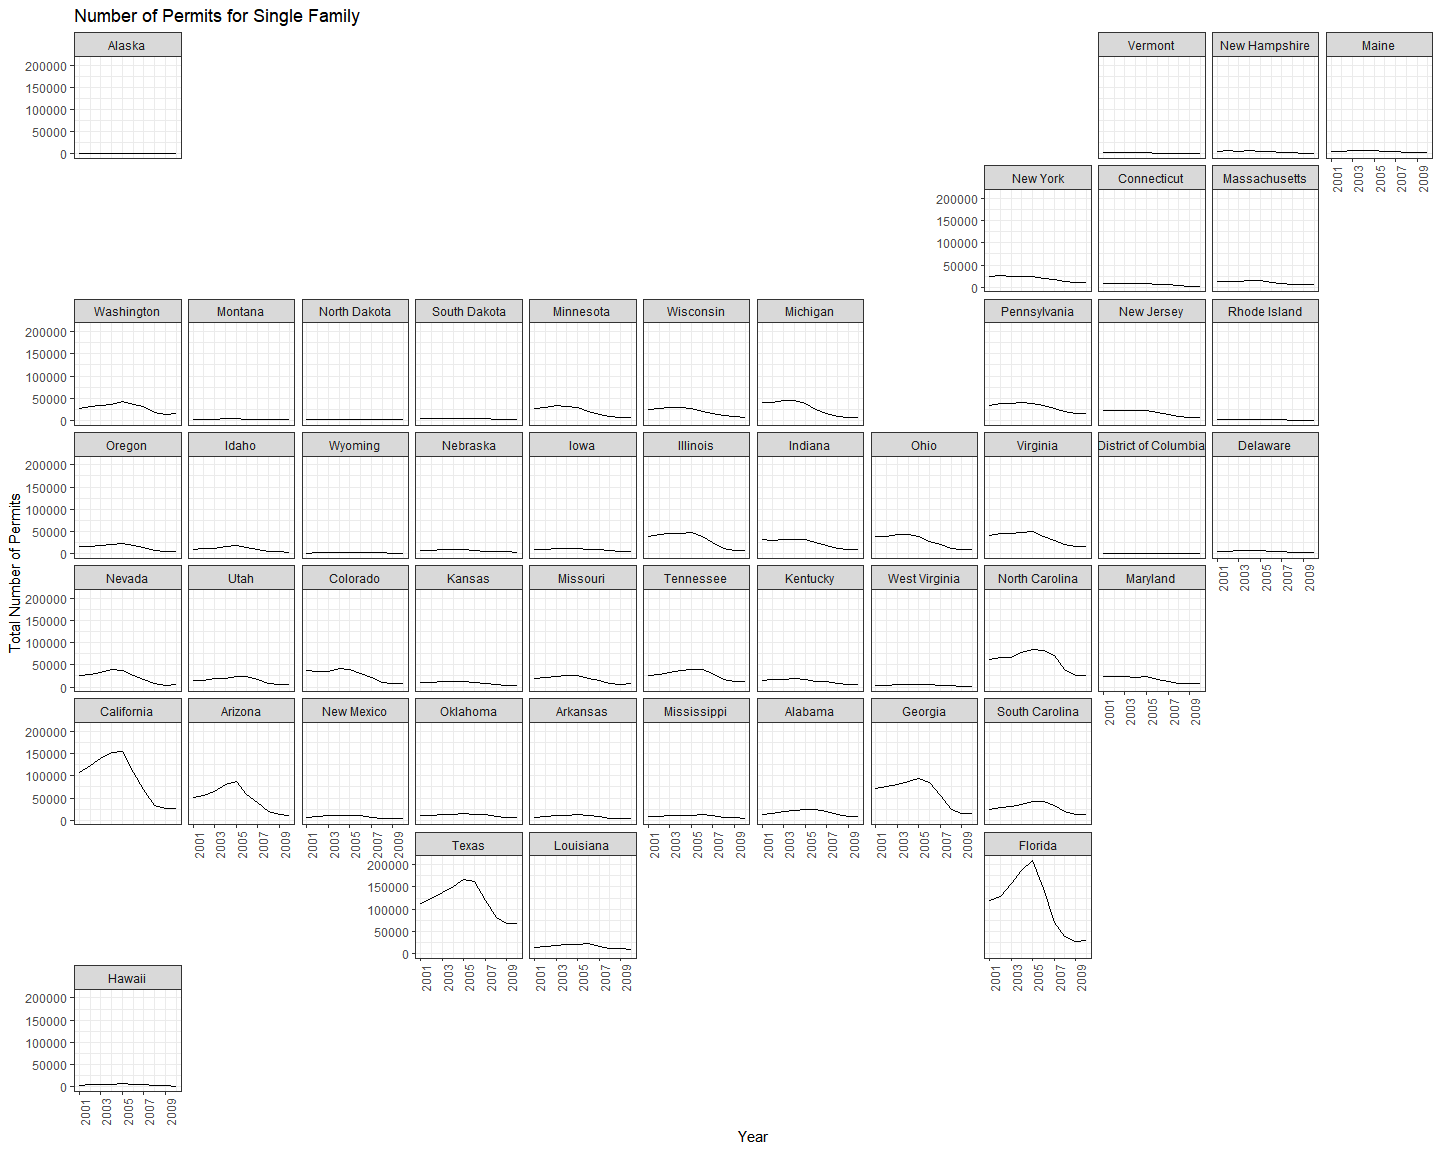 Number of Permits for Single Family
Alaska
Vermont
New Hampshire
Maine
200000
150000
100000
50000
0
2001
2003
2005
2007
2009
New York
Connecticut
Massachusetts
200000
150000
100000
50000
0
Washington
Montana
North Dakota
South Dakota
Minnesota
Wisconsin
Michigan
Pennsylvania
New Jersey
Rhode Island
200000
150000
100000
50000
0
Oregon
Idaho
Wyoming
Nebraska
Iowa
Illinois
Indiana
Ohio
Virginia
District of Columbia
Delaware
200000
150000
100000
50000
0
2001
2003
2005
2007
2009
Total Number of Permits
Nevada
Utah
Colorado
Kansas
Missouri
Tennessee
Kentucky
West Virginia
North Carolina
Maryland
200000
150000
100000
50000
0
2001
2003
2005
2007
2009
California
Arizona
New Mexico
Oklahoma
Arkansas
Mississippi
Alabama
Georgia
South Carolina
200000
150000
100000
50000
0
2001
2003
2005
2007
2009
2001
2003
2005
2007
2009
2001
2003
2005
2007
2009
2001
2003
2005
2007
2009
2001
2003
2005
2007
2009
Texas
Louisiana
Florida
200000
150000
100000
50000
0
2001
2003
2005
2007
2009
2001
2003
2005
2007
2009
2001
2003
2005
2007
2009
Hawaii
200000
150000
100000
50000
0
2001
2003
2005
2007
2009
Year